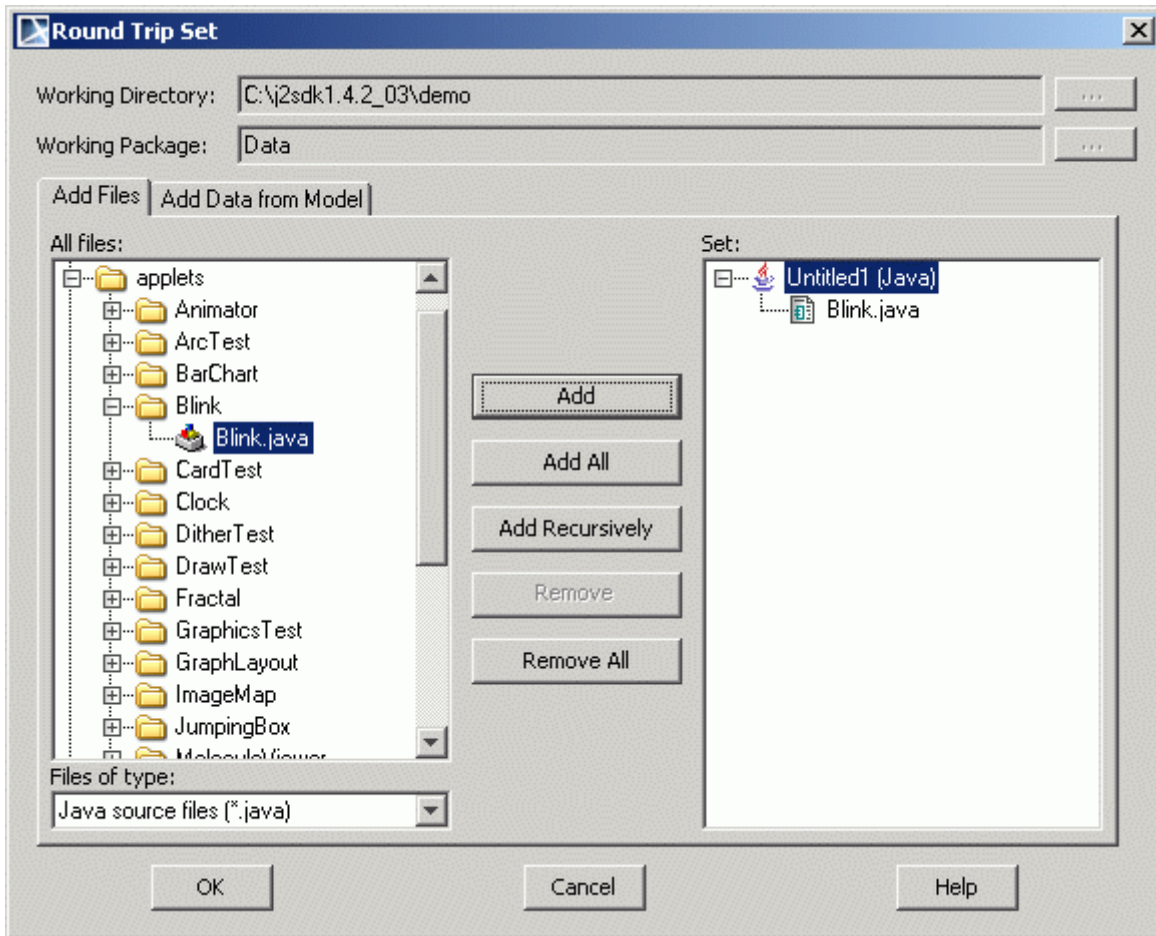 Round Trip Set
Working Directory: C:\j2sdk1.4.2_03\demo ...
Working Package: Data ...
Add Files Add Data from Model
All files:
applets
Animator
ArcTest
BarChart
Blink
Blink.java
CardTest
Clock
DitherTest
DrawTest
Fractal
GraphicsTest
GraphLayout
ImageMap
JumpingBox
MoleculeViewer
Files of type:
Java source files (*.java)
Add
Add All
Add Recursively
Remove
Remove All
Set:
Untitled1 (Java)
Blink.java
OK Cancel Help